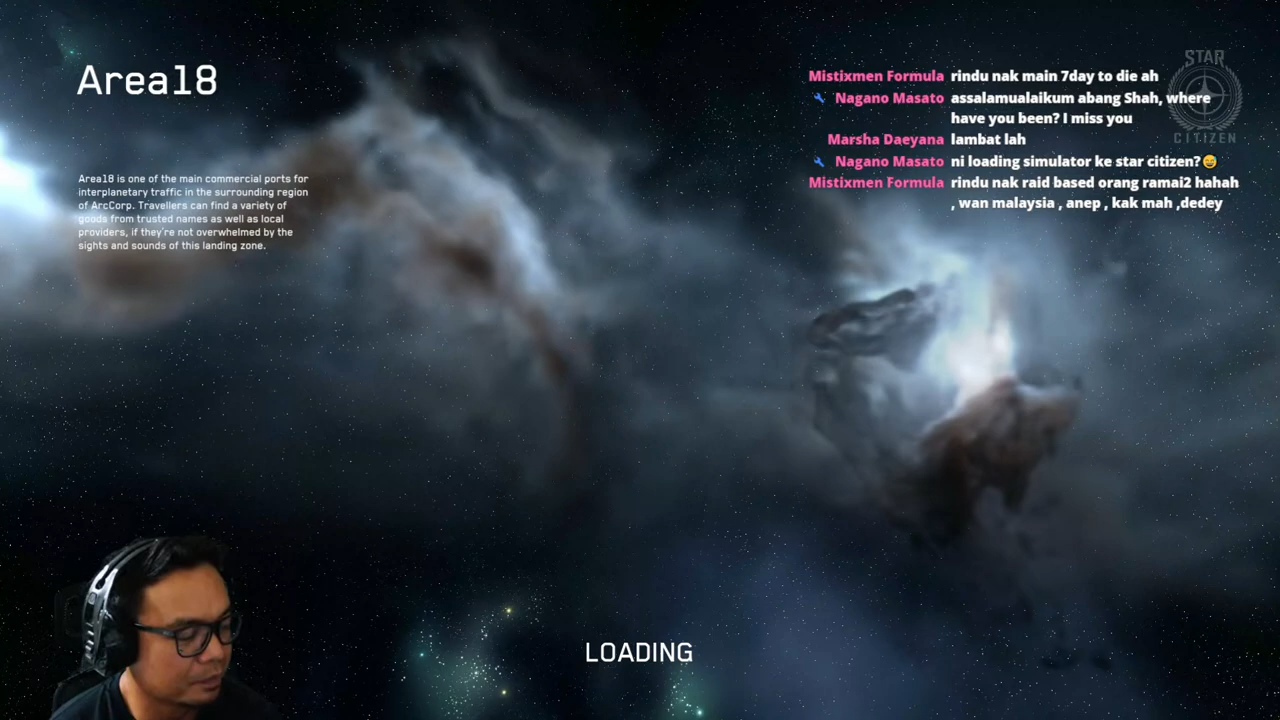 Area18
Area18 is one of the main commercial ports for
interplanetary traffic in the surrounding region
of ArcCorp. Travellers can find a variety of
goods from trusted names as well as local
providers, if they're not overwhelmed by the
sights and sounds of this landing zone.
STAR
CITIZEN
Mistixmen Formula rindu nak main 7day to die ah
Nagano Masato assalamualaikum abang Shah, where
have you been? I miss you
Marsha Daeyana lambat lah
Nagano Masato ni loading simulator ke star citizen?😅
Mistixmen Formula rindu nak raid based orang ramai2 hahah
, wan malaysia , anep , kak mah ,dedey
LOADING